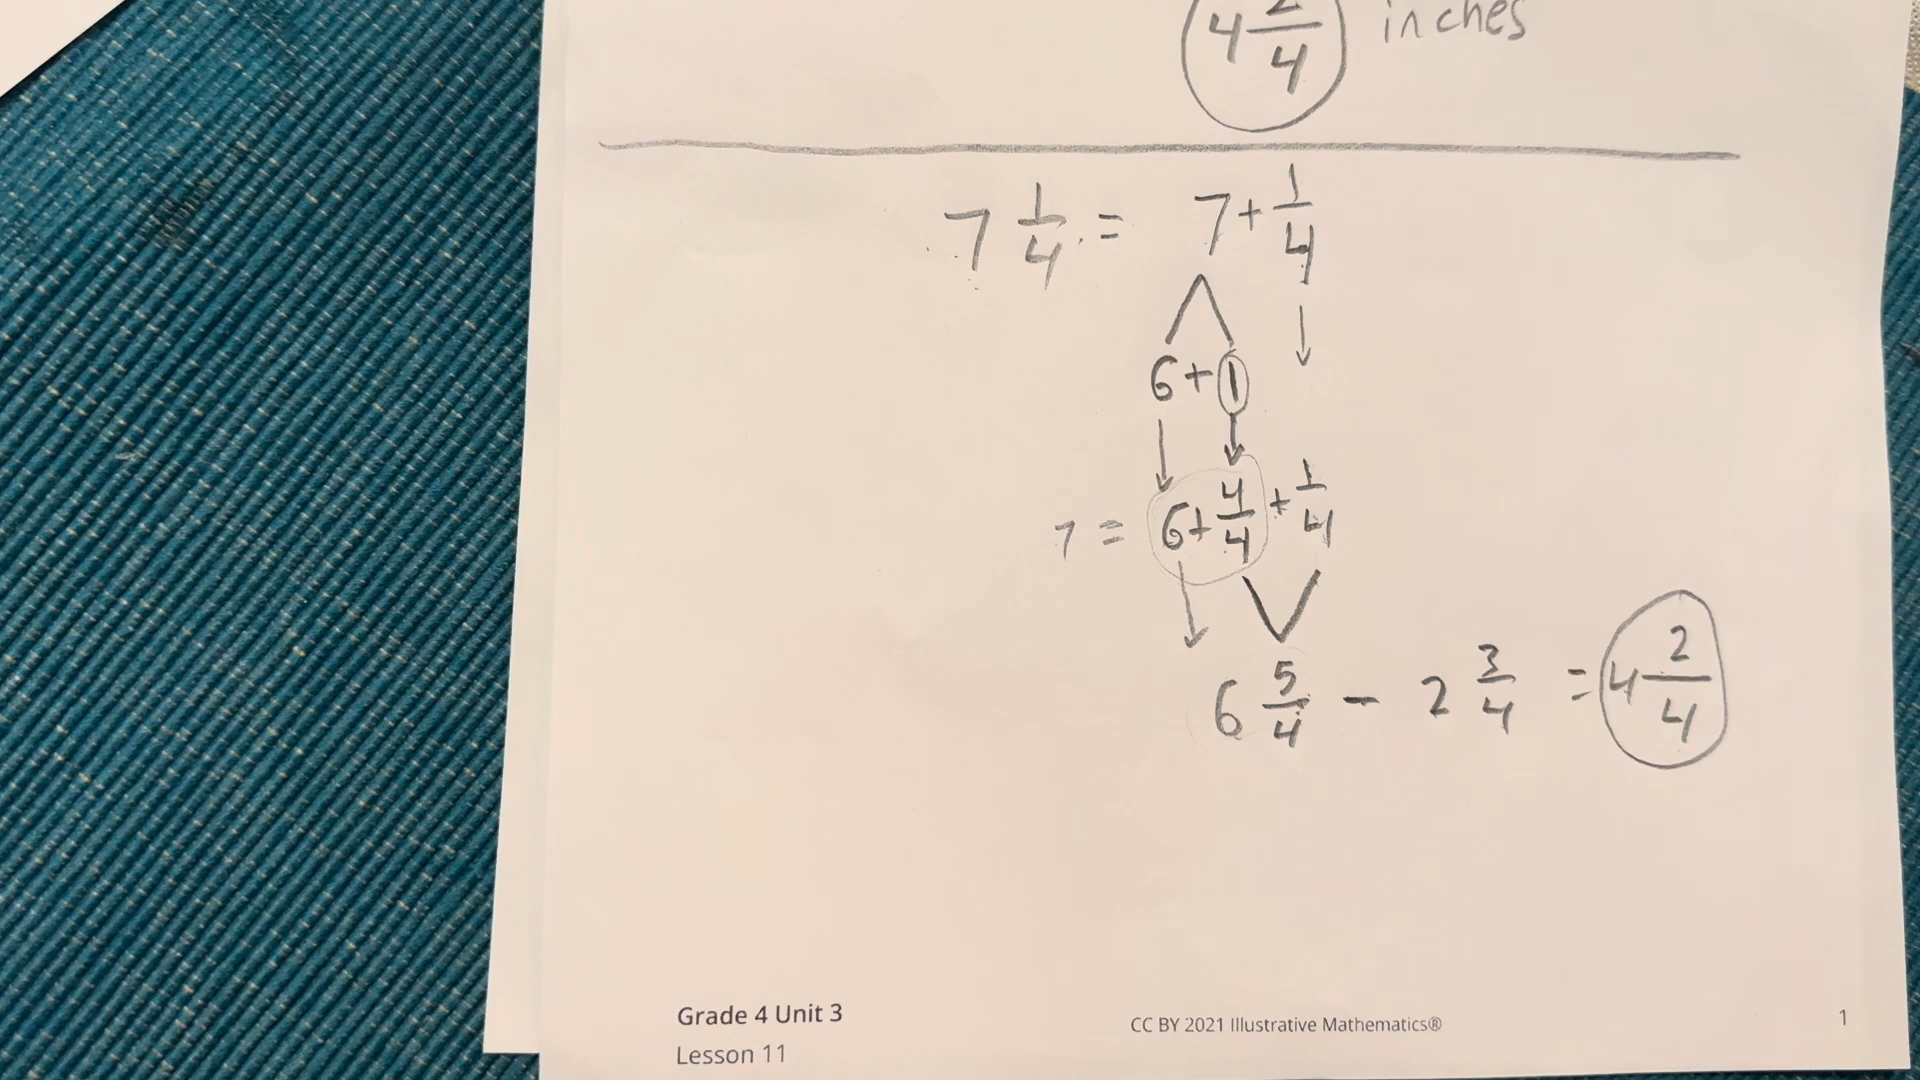 4 2/4 inches
7 1/4 = 7 + 1/4
6 + 1
7 = 6 + 4/4 + 1/4
6 5/4 - 2 3/4 = 4 2/4
Grade 4 Unit 3
Lesson 11
CC BY 2021 Illustrative Mathematics®
1